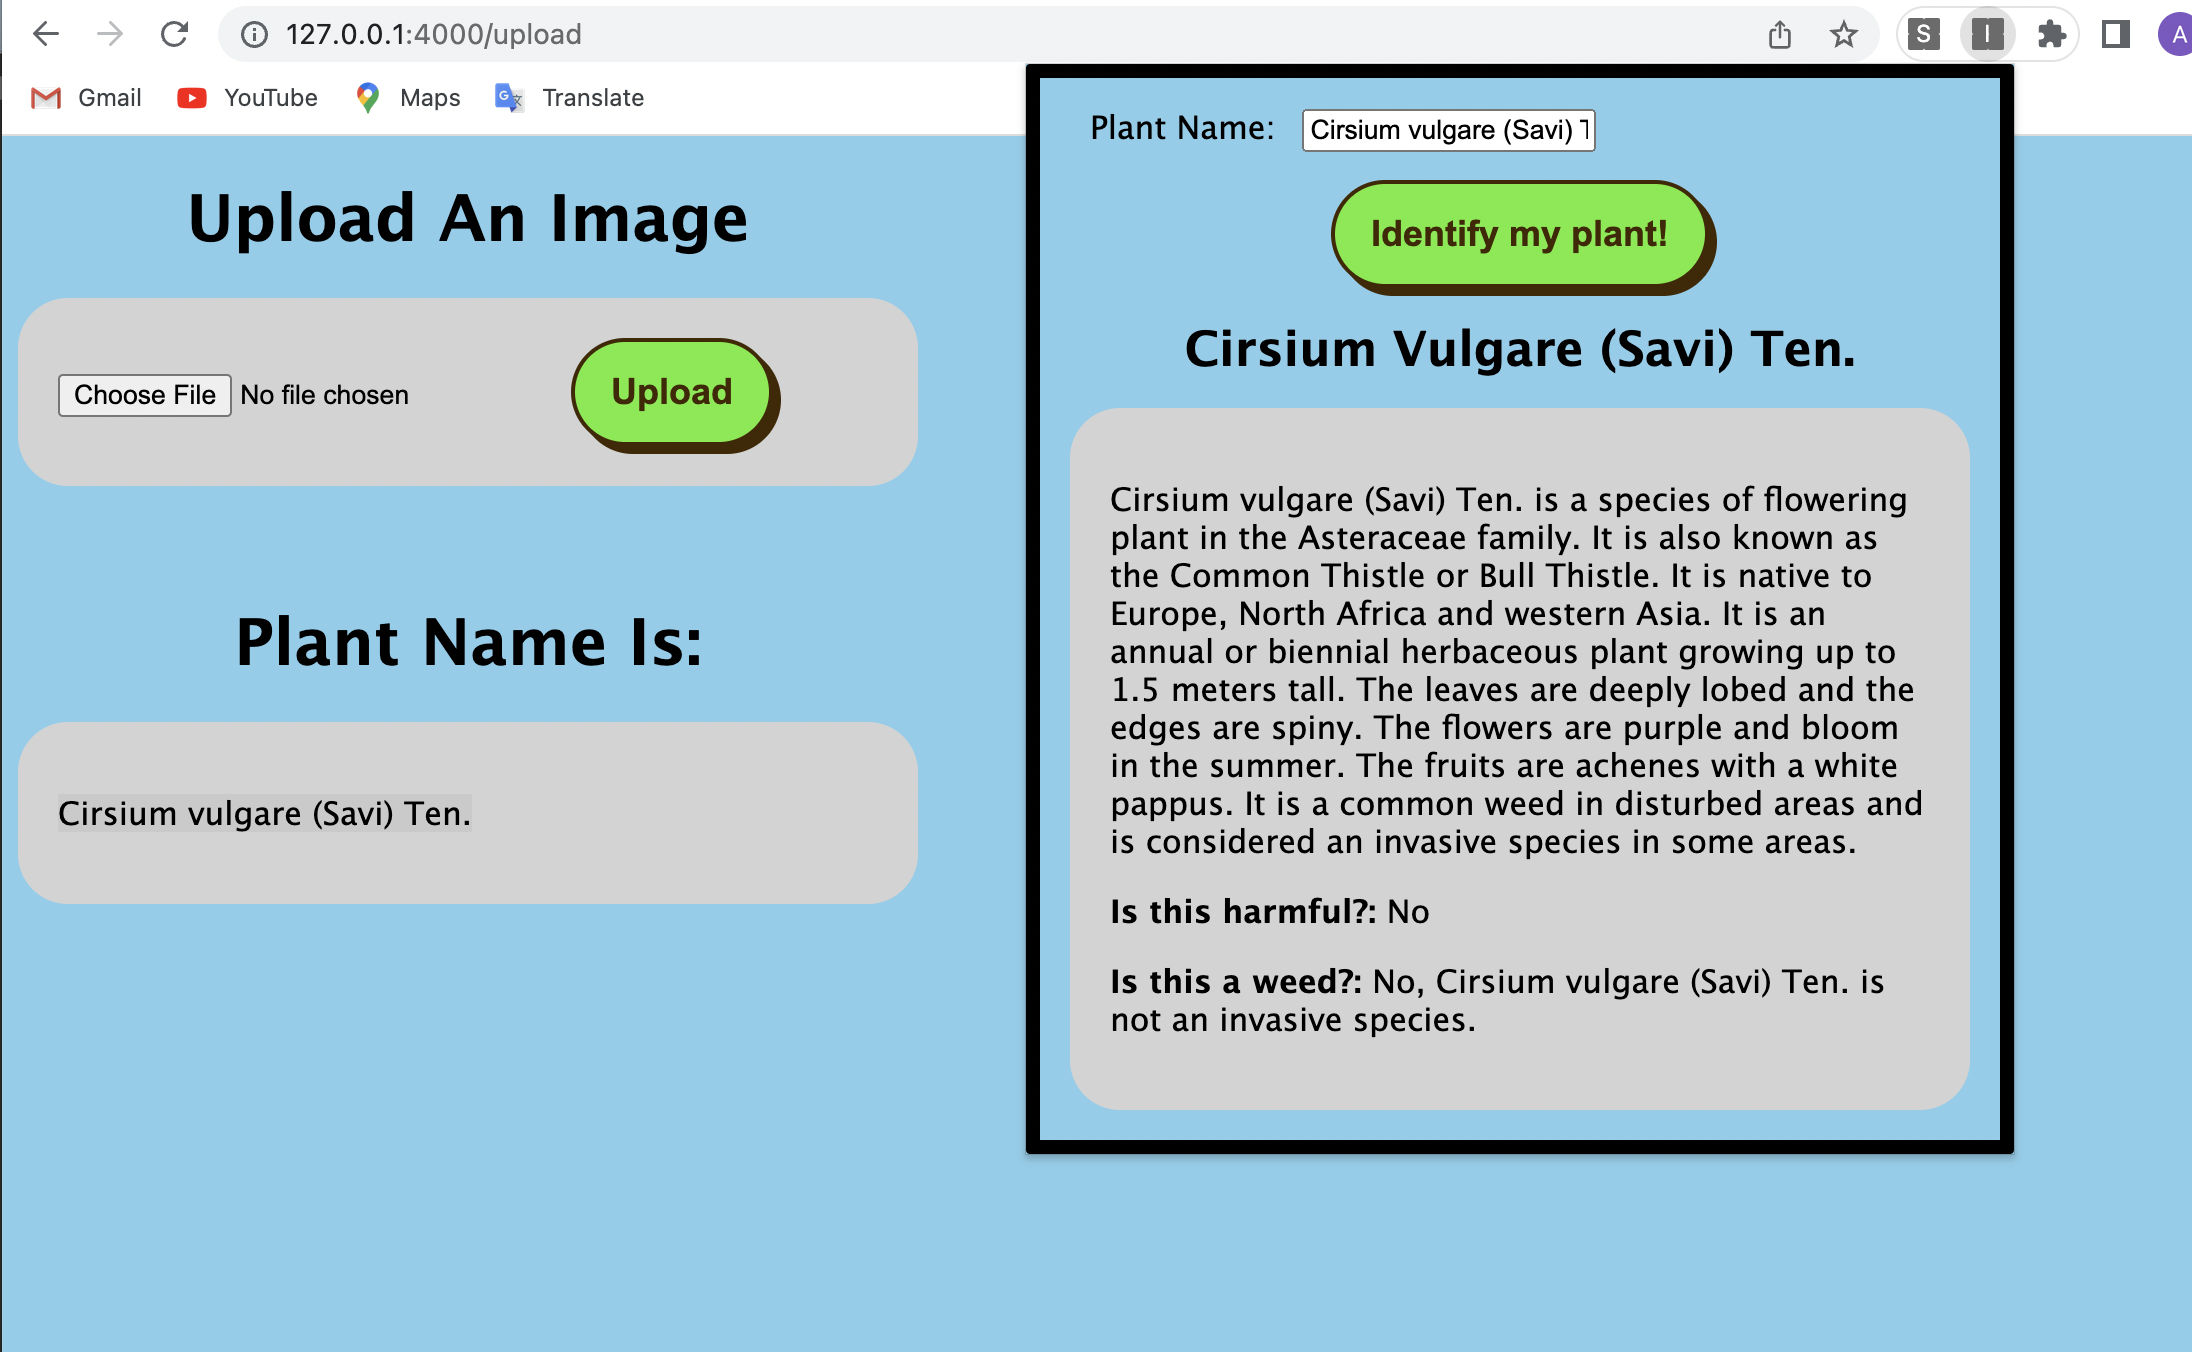 127.0.0.1:4000/upload
S
I
A
Gmail
YouTube
Maps
Translate
Upload An Image
Choose File No file chosen
Upload
Plant Name Is:
Cirsium vulgare (Savi) Ten.
Plant Name: Cirsium vulgare (Savi) T
Identify my plant!
Cirsium Vulgare (Savi) Ten.
Cirsium vulgare (Savi) Ten. is a species of flowering
plant in the Asteraceae family. It is also known as
the Common Thistle or Bull Thistle. It is native to
Europe, North Africa and western Asia. It is an
annual or biennial herbaceous plant growing up to
1.5 meters tall. The leaves are deeply lobed and the
edges are spiny. The flowers are purple and bloom
in the summer. The fruits are achenes with a white
pappus. It is a common weed in disturbed areas and
is considered an invasive species in some areas.
Is this harmful?: No
Is this a weed?: No, Cirsium vulgare (Savi) Ten. is
not an invasive species.